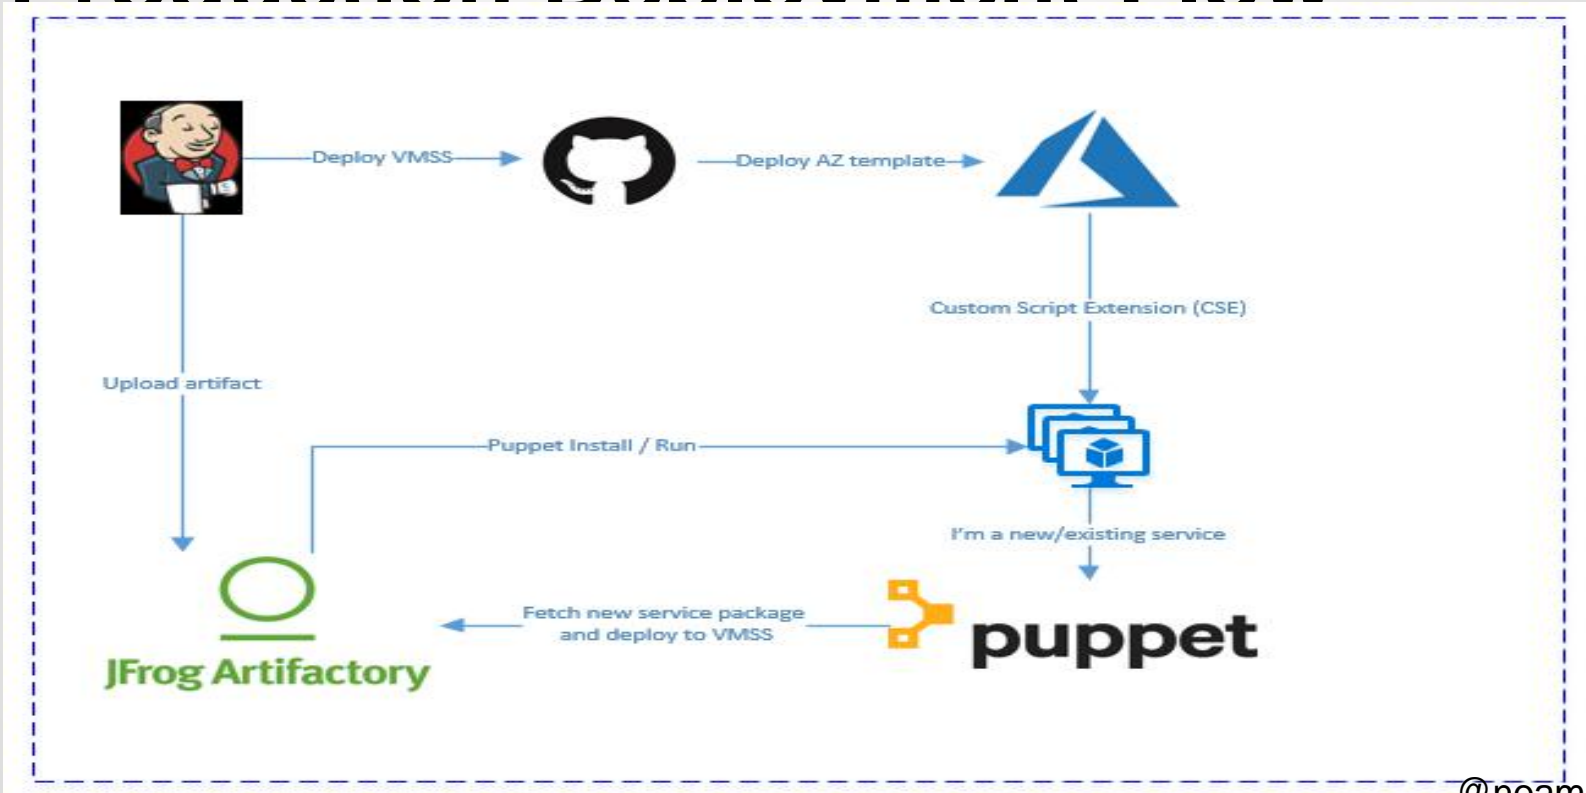 Deploy VMSS
Deploy AZ template
Custom Script Extension (CSE)
Upload artifact
Puppet Install / Run
I'm a new/existing service
Fetch new service package
and deploy to VMSS
puppet
JFrog Artifactory